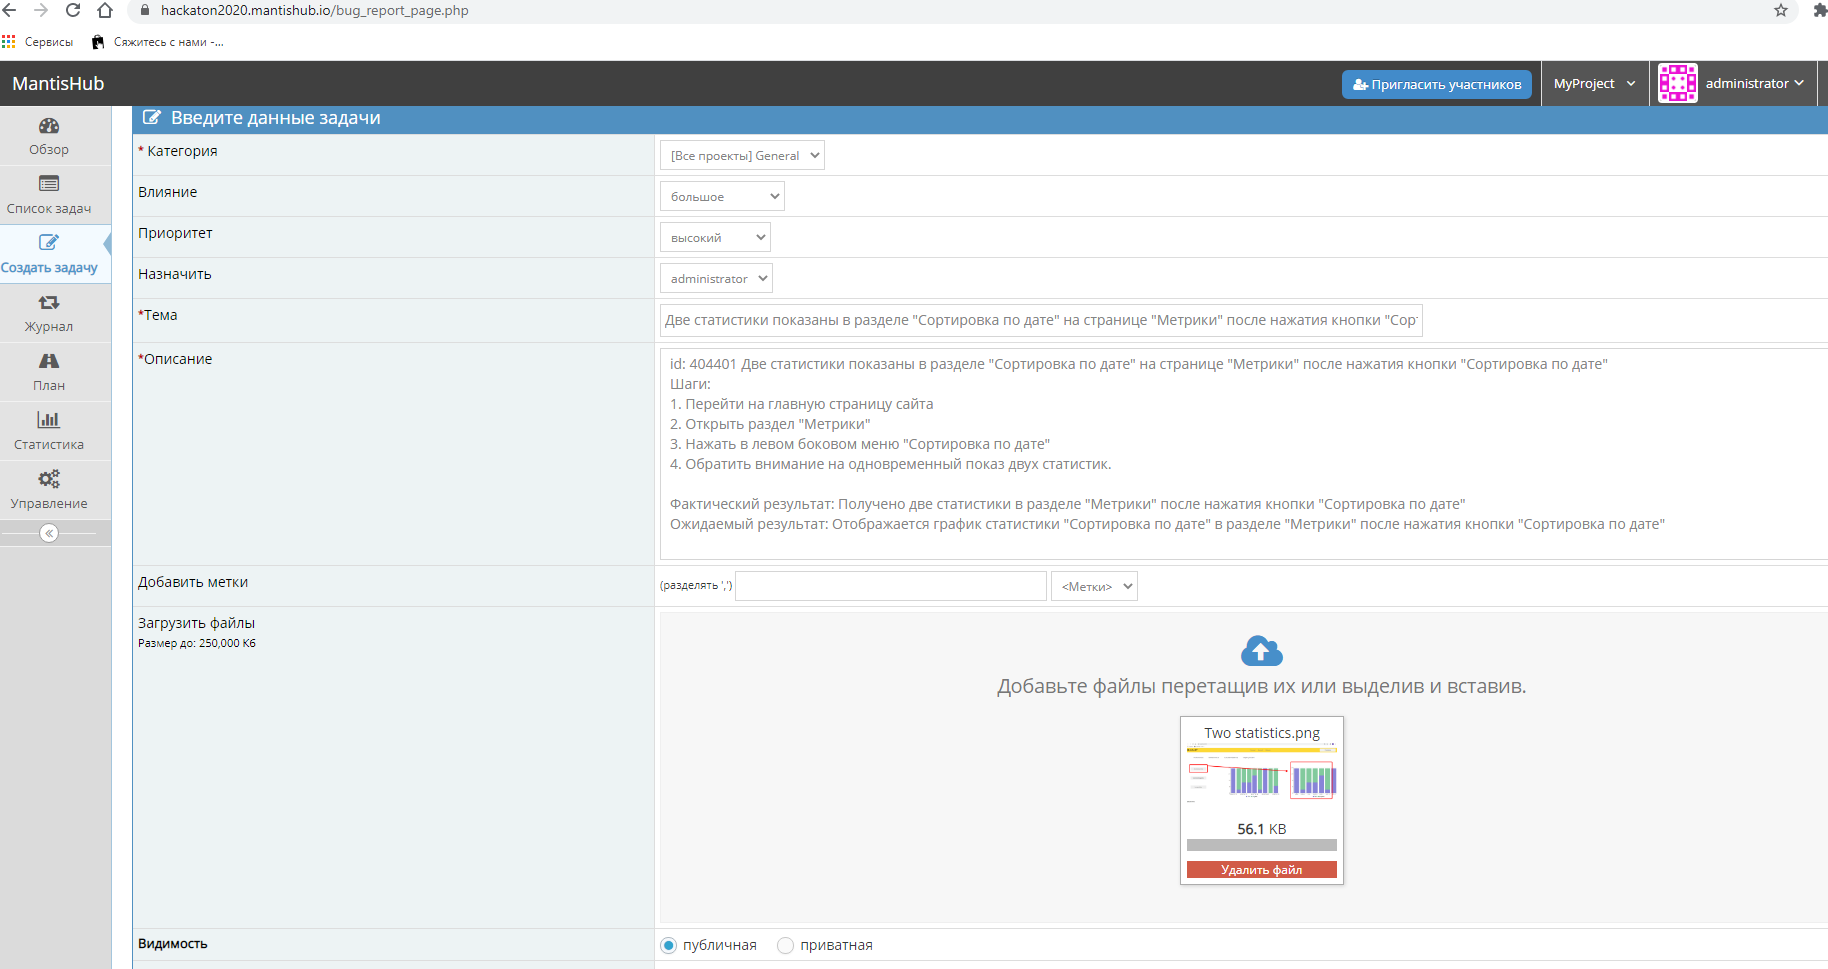 hackaton2020.mantishub.io/bug_report_page.php
Сервисы Сяжитесь с нами -...
MantisHub Пригласить участников MyProject administrator
Введите данные задачи
Обзор
Список задач
Создать задачу
Журнал
План
Статистика
Управление
* Категория [Все проекты] General
Влияние большое
Приоритет высокий
Назначить administrator
*Тема Две статистики показаны в разделе "Сортировка по дате" на странице "Метрики" после нажатия кнопки "Сорт
*Описание
id: 404401 Две статистики показаны в разделе "Сортировка по дате" на странице "Метрики" после нажатия кнопки "Сортировка по дате"
Шаги:
1. Перейти на главную страницу сайта
2. Открыть раздел "Метрики"
3. Нажать в левом боковом меню "Сортировка по дате"
4. Обратить внимание на одновременный показ двух статистик.
Фактический результат: Получено две статистики в разделе "Метрики" после нажатия кнопки "Сортировка по дате"
Ожидаемый результат: Отображается график статистики "Сортировка по дате" в разделе "Метрики" после нажатия кнопки "Сортировка по дате"
Добавить метки (разделять ',') <Метки>
Загрузить файлы
Размер до: 250,000 Кб
Добавьте файлы перетащив их или выделив и вставив.
Two statistics.png
56.1 KB
Удалить файл
Видимость публичная приватная